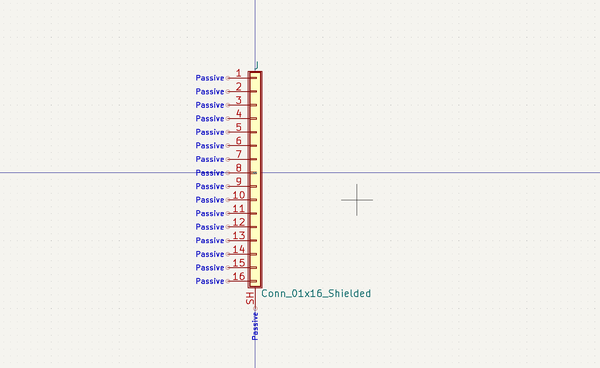 J
Passive 1
Passive 2
Passive 3
Passive 4
Passive 5
Passive 6
Passive 7
Passive 8
Passive 9
Passive 10
Passive 11
Passive 12
Passive 13
Passive 14
Passive 15
Passive 16
SH
Conn_01x16_Shielded
Passive